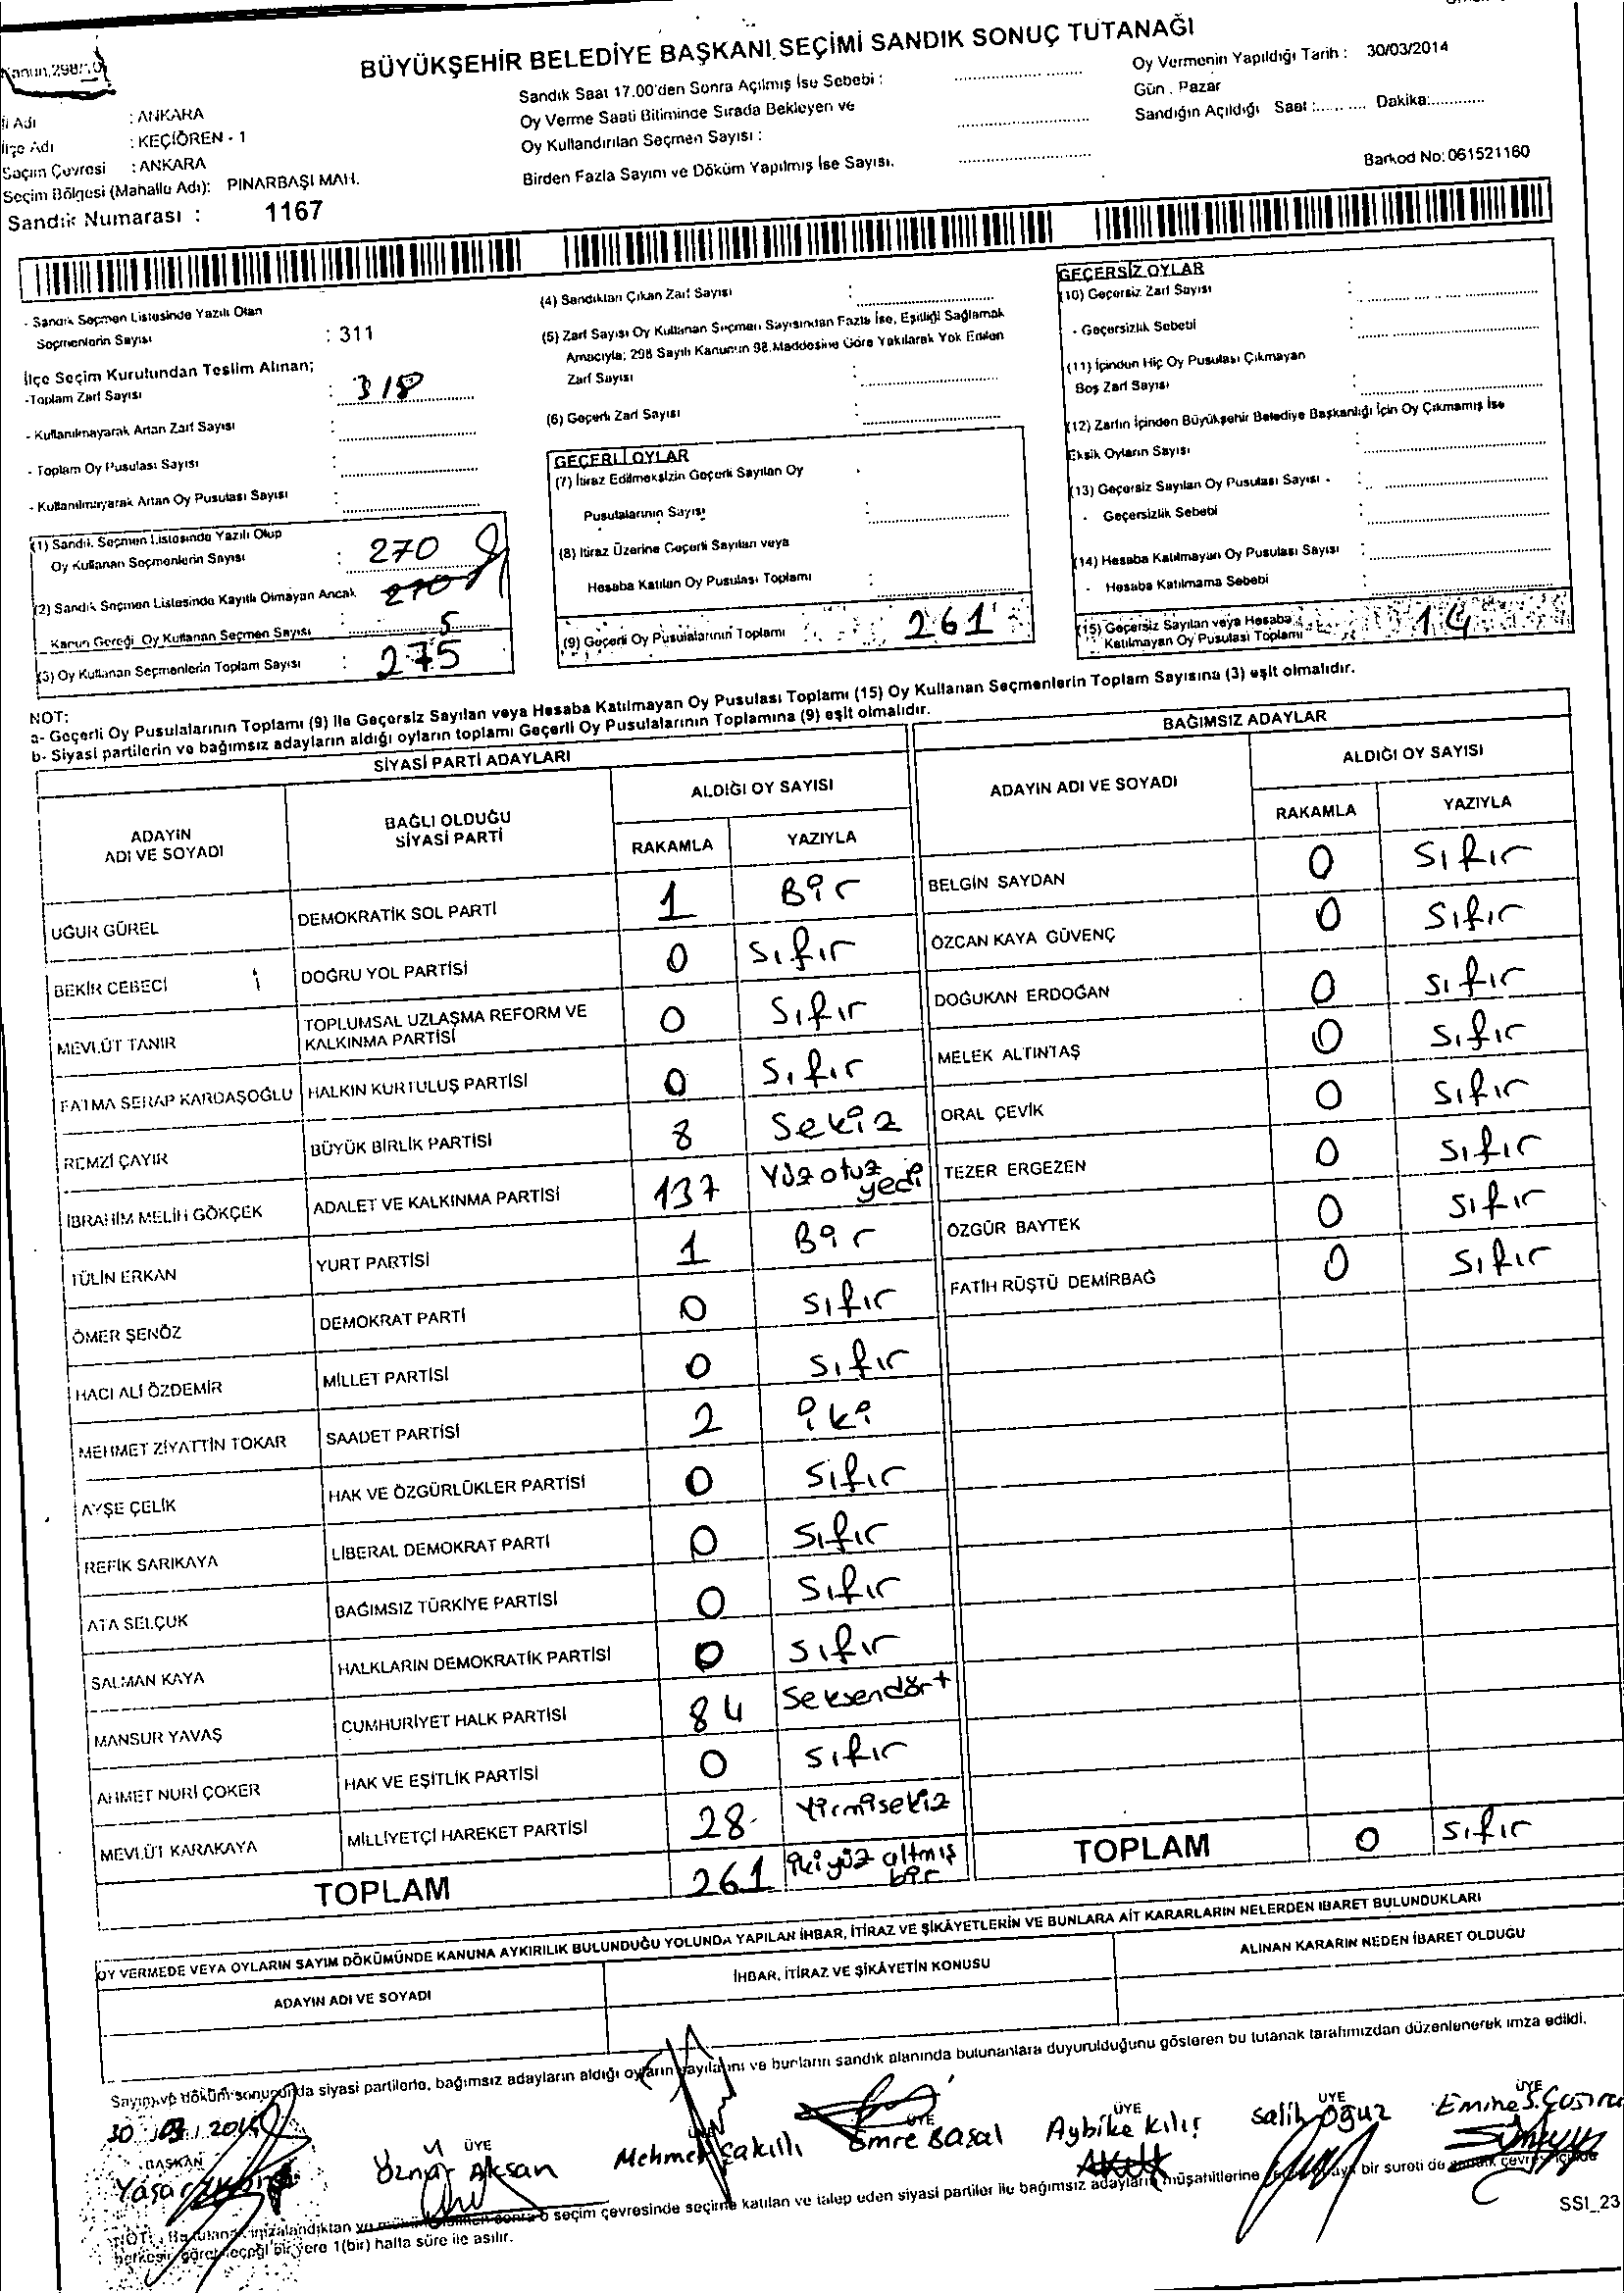 BÜYÜKŞEHİR BELEDİYE BAŞKANI SEÇİMİ SANDIK SONUÇ TUTANAĞI
İl Adı : ANKARA
İlçe Adı : KEÇİÖREN - 1
Seçim Çevresi : ANKARA
Seçim Bölgesi (Mahalle Adı): PINARBAŞI MAH.
Sandık Numarası : 1167
Sandık Saat 17.00'den Sonra Açılmış İse Sebebi :
Oy Verme Saati Bitiminde Sırada Bekleyen ve
Oy Kullandırılan Seçmen Sayısı :
Birden Fazla Sayım ve Döküm Yapılmış İse Sayısı.
Oy Vermenin Yapıldığı Tarih : 30/03/2014
Gün . Pazar
Sandığın Açıldığı Saat :......... Dakika:............
Barkod No: 061521160
- Sandık Seçmen Listesinde Yazılı Olan
Seçmenlerin Sayısı : 311
İlçe Seçim Kurulundan Teslim Alınan;
-Toplam Zarf Sayısı : 318
- Kullanılmayarak Artan Zarf Sayısı :
- Toplam Oy Pusulası Sayısı :
- Kullanılmayarak Artan Oy Pusulası Sayısı :
(1) Sandık Seçmen Listesinde Yazılı Olup
Oy Kullanan Seçmenlerin Sayısı : 270
(2) Sandık Seçmen Listesinde Kayıtlı Olmayan Ancak 270
Kanun Gereği Oy Kullanan Seçmen Sayısı 5
(3) Oy Kullanan Seçmenlerin Toplam Sayısı : 275
(4) Sandıktan Çıkan Zarf Sayısı :
(5) Zarf Sayısı Oy Kullanan Seçmen Sayısından Fazla İse, Eşitliği Sağlamak
Amacıyla; 298 Sayılı Kanunun 98.Maddesine Göre Yakılarak Yok Edilen
Zarf Sayısı :
(6) Geçerli Zarf Sayısı :
GEÇERLİ OYLAR
(7) İtiraz Edilmeksizin Geçerli Sayılan Oy
Pusulalarının Sayısı :
(8) İtiraz Üzerine Geçerli Sayılan veya
Hesaba Katılan Oy Pusulası Toplamı :
(9) Geçerli Oy Pusulalarının Toplamı : 261
GEÇERSİZ OYLAR
(10) Geçersiz Zarf Sayısı :
- Geçersizlik Sebebi :
(11) İçinden Hiç Oy Pusulası Çıkmayan
Boş Zarf Sayısı :
(12) Zarfın İçinden Büyükşehir Belediye Başkanlığı İçin Oy Çıkmamış İse
Eksik Oyların Sayısı :
(13) Geçersiz Sayılan Oy Pusulası Sayısı :
- Geçersizlik Sebebi :
(14) Hesaba Katılmayan Oy Pusulası Sayısı :
- Hesaba Katılmama Sebebi :
(15) Geçersiz Sayılan veya Hesaba
Katılmayan Oy Pusulası Toplamı : 14
NOT:
a- Geçerli Oy Pusulalarının Toplamı (9) ile Geçersiz Sayılan veya Hesaba Katılmayan Oy Pusulası Toplamı (15) Oy Kullanan Seçmenlerin Toplam Sayısına (3) eşit olmalıdır.
b- Siyasi partilerin ve bağımsız adayların aldığı oyların toplamı Geçerli Oy Pusulalarının Toplamına (9) eşit olmalıdır.
SİYASİ PARTİ ADAYLARI
ADAYIN ADI VE SOYADI BAĞLI OLDUĞU SİYASİ PARTİ ALDIĞI OY SAYISI RAKAMLA YAZIYLA
UĞUR GÜREL DEMOKRATİK SOL PARTİ 1 Bir
BEKİR CEBECİ DOĞRU YOL PARTİSİ 0 Sıfır
MEVLÜT TANIR TOPLUMSAL UZLAŞMA REFORM VE KALKINMA PARTİSİ 0 Sıfır
FATMA SERAP KARDAŞOĞLU HALKIN KURTULUŞ PARTİSİ 0 Sıfır
REMZİ ÇAYIR BÜYÜK BİRLİK PARTİSİ 8 Sekiz
İBRAHİM MELİH GÖKÇEK ADALET VE KALKINMA PARTİSİ 137 Yüz otuz yedi
TÜLİN ERKAN YURT PARTİSİ 1 Bir
ÖMER ŞENÖZ DEMOKRAT PARTİ 0 Sıfır
HACI ALİ ÖZDEMİR MİLLET PARTİSİ 0 Sıfır
MEHMET ZİYATTİN TOKAR SAADET PARTİSİ 2 iki
AYŞE ÇELİK HAK VE ÖZGÜRLÜKLER PARTİSİ 0 Sıfır
REFİK SARIKAYA LİBERAL DEMOKRAT PARTİ 0 Sıfır
ATA SELÇUK BAĞIMSIZ TÜRKİYE PARTİSİ 0 Sıfır
SALMAN KAYA HALKLARIN DEMOKRATİK PARTİSİ 0 Sıfır
MANSUR YAVAŞ CUMHURİYET HALK PARTİSİ 84 Seksendört
AHMET NURİ ÇOKER HAK VE EŞİTLİK PARTİSİ 0 Sıfır
MEVLÜT KARAKAYA MİLLİYETÇİ HAREKET PARTİSİ 28 Yirmisekiz
TOPLAM 261 ikiyüz altmış bir
BAĞIMSIZ ADAYLAR
ADAYIN ADI VE SOYADI ALDIĞI OY SAYISI RAKAMLA YAZIYLA
BELGİN SAYDAN 0 Sıfır
ÖZCAN KAYA GÜVENÇ 0 Sıfır
DOĞUKAN ERDOĞAN 0 Sıfır
MELEK ALTINTAŞ 0 Sıfır
ORAL ÇEVİK 0 Sıfır
TEZER ERGEZEN 0 Sıfır
ÖZGÜR BAYTEK 0 Sıfır
FATİH RÜŞTÜ DEMİRBAĞ 0 Sıfır
TOPLAM 0 Sıfır
OY VERMEDE VEYA OYLARIN SAYIM DÖKÜMÜNDE KANUNA AYKIRILIK BULUNDUĞU YOLUNDA YAPILAN İHBAR, İTİRAZ VE ŞİKÂYETLERİN VE BUNLARA AİT KARARLARIN NELERDEN İBARET BULUNDUKLARI
ADAYIN ADI VE SOYADI İHBAR, İTİRAZ VE ŞİKÂYETİN KONUSU ALINAN KARARIN NEDEN İBARET OLDUĞU
Sayım ve döküm sonucunda siyasi partilerle, bağımsız adayların aldığı oyların sayılarını ve bunların sandık alanında bulunanlara duyurulduğunu gösteren bu tutanak tarafımızdan düzenlenerek imza edildi.
30 03 2014
BAŞKAN ÜYE ÜYE ÜYE ÜYE ÜYE ÜYE
Yaşar Öznur Aksan Mehmet Çakıllı Emre Basal Aybike Kılıç Salih Oğuz Emine Ş.
NOT: Bu tutanak imzalandıktan ve sonra o seçim çevresinde seçime katılan ve talep eden siyasi partiler ile bağımsız adayların müşahitlerine bir sureti de sandık çevresi içinde
herkesin göreceği bir yere 1(bir) hafta süre ile asılır.
SSI_23